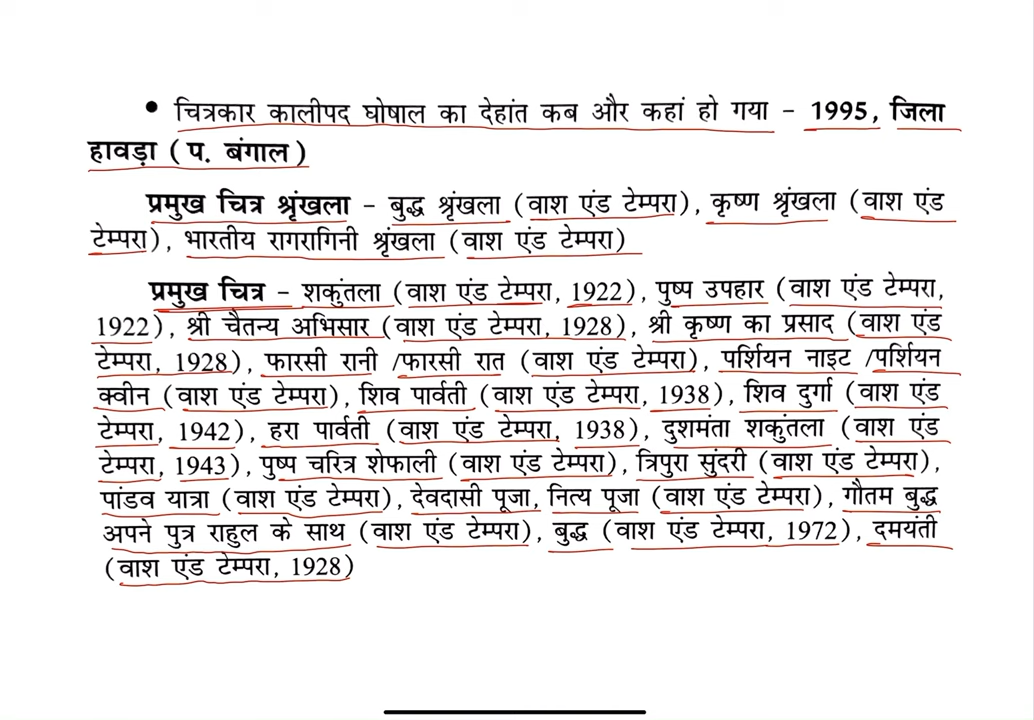 • चित्रकार कालीपद घोषाल का देहांत कब और कहां हो गया – 1995, जिला
हावड़ा (प. बंगाल)
प्रमुख चित्र श्रृंखला – बुद्ध श्रृंखला (वाश एंड टेम्परा), कृष्ण श्रृंखला (वाश एंड
टेम्परा), भारतीय रागरागिनी श्रृंखला (वाश एंड टेम्परा)
प्रमुख चित्र – शकुंतला (वाश एंड टेम्परा, 1922), पुष्प उपहार (वाश एंड टेम्परा,
1922), श्री चैतन्य अभिसार (वाश एंड टेम्परा, 1928), श्री कृष्ण का प्रसाद (वाश एंड
टेम्परा, 1928), फारसी रानी /फारसी रात (वाश एंड टेम्परा), पर्शियन नाइट /पर्शियन
क्वीन (वाश एंड टेम्परा), शिव पार्वती (वाश एंड टेम्परा, 1938), शिव दुर्गा (वाश एंड
टेम्परा, 1942), हरा पार्वती (वाश एंड टेम्परा, 1938), दुशमंता शकुंतला (वाश एंड
टेम्परा, 1943), पुष्प चरित्र शेफाली (वाश एंड टेम्परा), त्रिपुरा सुंदरी (वाश एंड टेम्परा),
पांडव यात्रा (वाश एंड टेम्परा), देवदासी पूजा, नित्य पूजा (वाश एंड टेम्परा), गौतम बुद्ध
अपने पुत्र राहुल के साथ (वाश एंड टेम्परा), बुद्ध (वाश एंड टेम्परा, 1972), दमयंती
(वाश एंड टेम्परा, 1928)